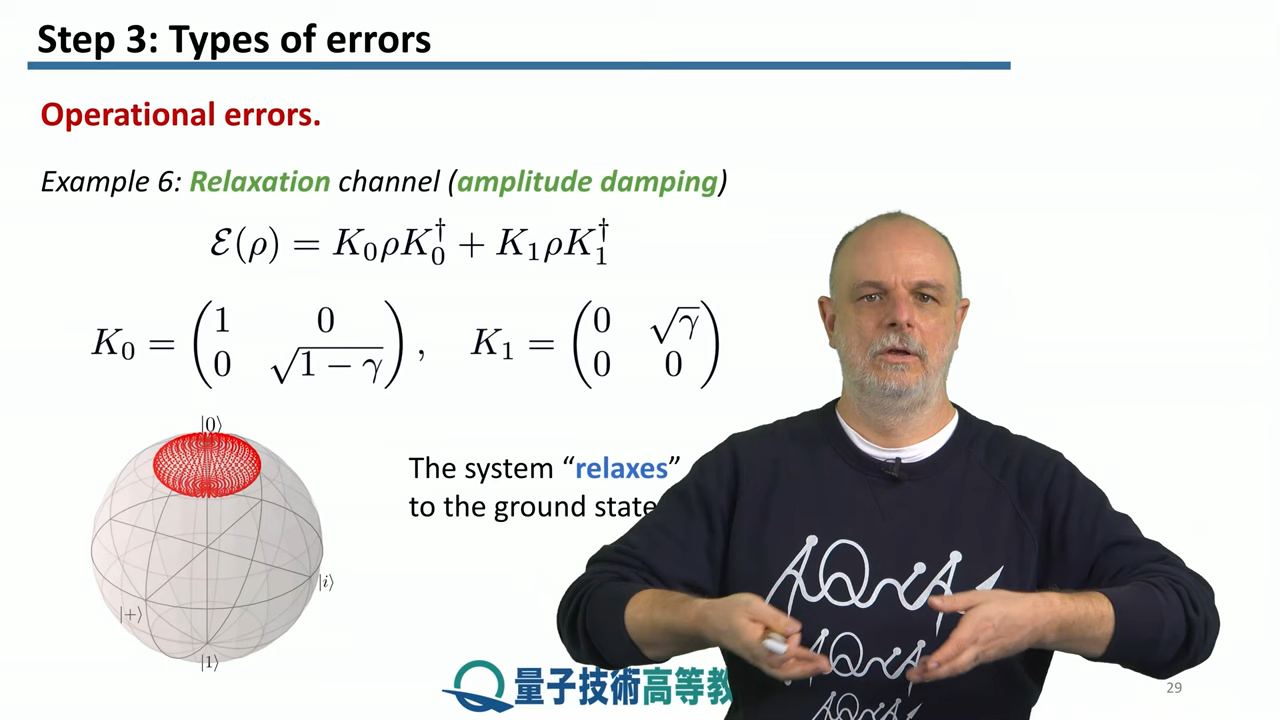 Step 3: Types of errors
Operational errors.
Example 6: Relaxation channel (amplitude damping)
ℰ(ρ) = K₀ρK₀† + K₁ρK₁†
K₀ = (1 0; 0 √(1 − γ)), K₁ = (0 √γ; 0 0)
|0⟩
The system “relaxes”
to the ground state
|i⟩
|+⟩
|1⟩
量子技術高等教
29